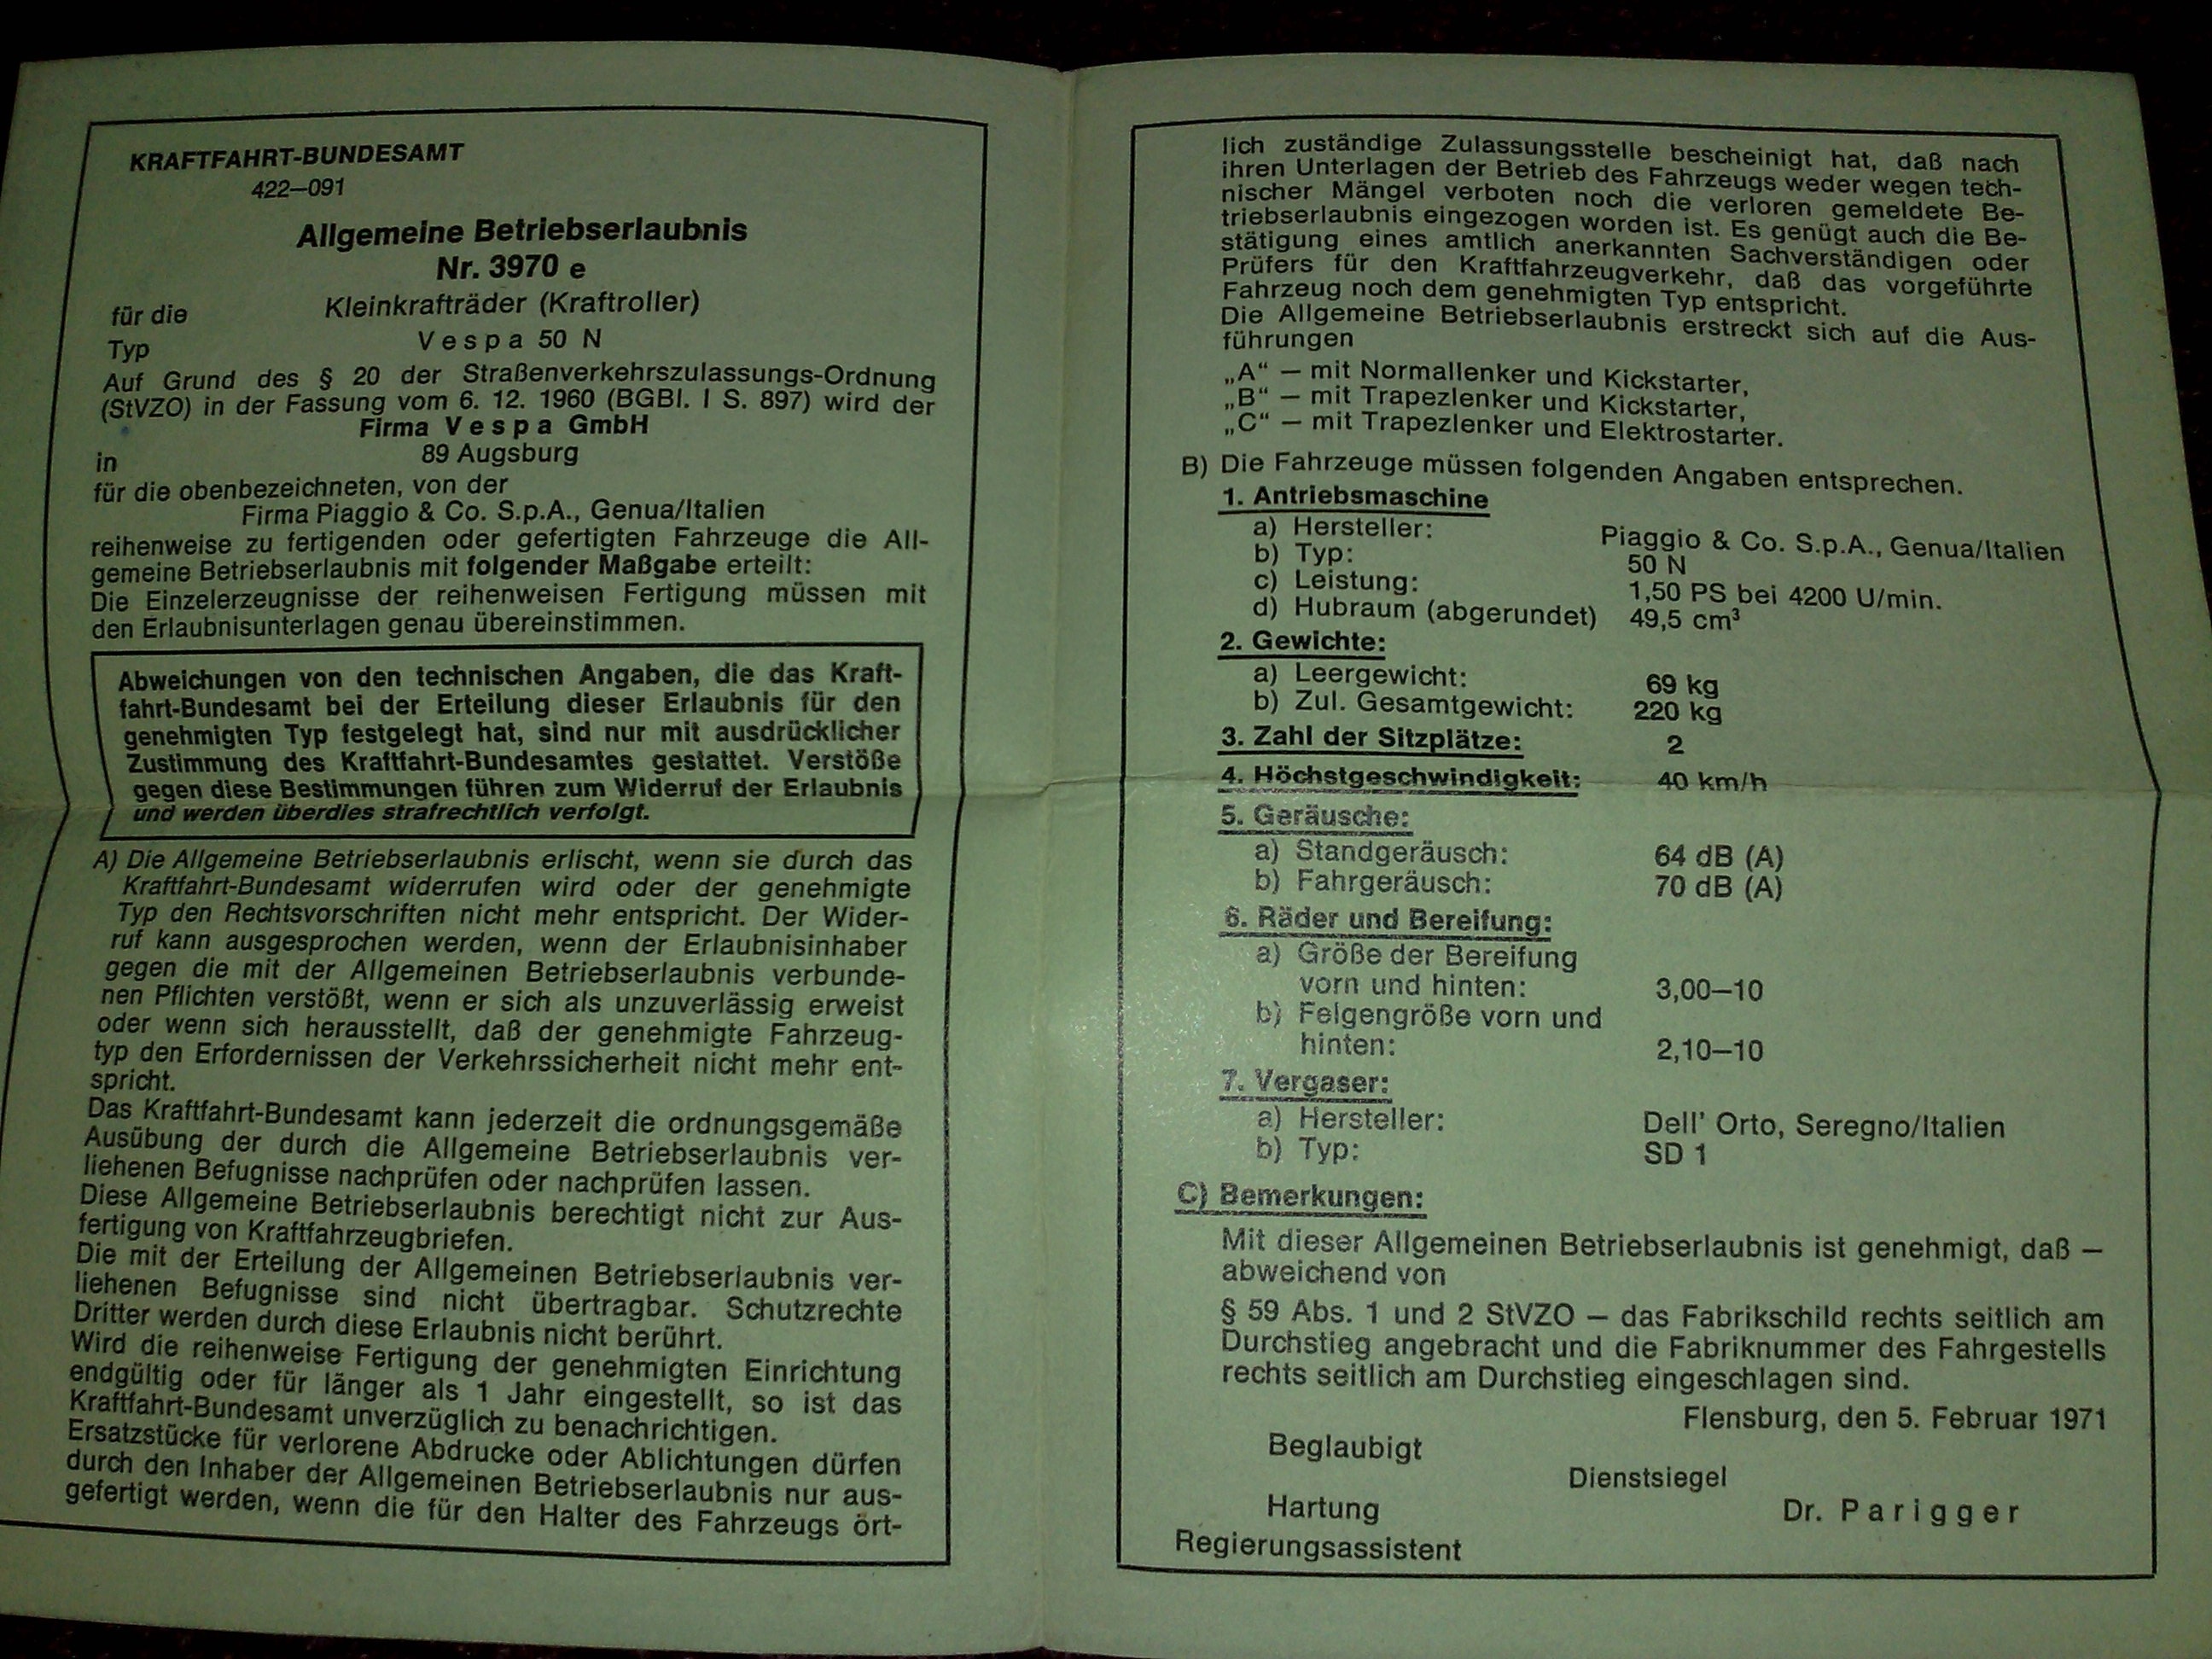 KRAFTFAHRT-BUNDESAMT
422—091
Allgemeine Betriebserlaubnis
Nr. 3970 e
für die Kleinkrafträder (Kraftroller)
Typ Vespa 50 N
Auf Grund des § 20 der Straßenverkehrszulassungs-Ordnung
(StVZO) in der Fassung vom 6. 12. 1960 (BGBl. I S. 897) wird der
Firma Vespa GmbH
in 89 Augsburg
für die obenbezeichneten, von der
Firma Piaggio & Co. S.p.A., Genua/Italien
reihenweise zu fertigenden oder gefertigten Fahrzeuge die All-
gemeine Betriebserlaubnis mit folgender Maßgabe erteilt:
Die Einzelerzeugnisse der reihenweisen Fertigung müssen mit
den Erlaubnisunterlagen genau übereinstimmen.
Abweichungen von den technischen Angaben, die das Kraft-
fahrt-Bundesamt bei der Erteilung dieser Erlaubnis für den
genehmigten Typ festgelegt hat, sind nur mit ausdrücklicher
Zustimmung des Kraftfahrt-Bundesamtes gestattet. Verstöße
gegen diese Bestimmungen führen zum Widerruf der Erlaubnis
und werden überdies strafrechtlich verfolgt.
A) Die Allgemeine Betriebserlaubnis erlischt, wenn sie durch das
Kraftfahrt-Bundesamt widerrufen wird oder der genehmigte
Typ den Rechtsvorschriften nicht mehr entspricht. Der Wider-
ruf kann ausgesprochen werden, wenn der Erlaubnisinhaber
gegen die mit der Allgemeinen Betriebserlaubnis verbunde-
nen Pflichten verstößt, wenn er sich als unzuverlässig erweist
oder wenn sich herausstellt, daß der genehmigte Fahrzeug-
typ den Erfordernissen der Verkehrssicherheit nicht mehr ent-
spricht.
Das Kraftfahrt-Bundesamt kann jederzeit die ordnungsgemäße
Ausübung der durch die Allgemeine Betriebserlaubnis ver-
liehenen Befugnisse nachprüfen oder nachprüfen lassen.
Diese Allgemeine Betriebserlaubnis berechtigt nicht zur Aus-
fertigung von Kraftfahrzeugbriefen.
Die mit der Erteilung der Allgemeinen Betriebserlaubnis ver-
liehenen Befugnisse sind nicht übertragbar. Schutzrechte
Dritter werden durch diese Erlaubnis nicht berührt.
Wird die reihenweise Fertigung der genehmigten Einrichtung
endgültig oder für länger als 1 Jahr eingestellt, so ist das
Kraftfahrt-Bundesamt unverzüglich zu benachrichtigen.
Ersatzstücke für verlorene Abdrucke oder Ablichtungen dürfen
durch den Inhaber der Allgemeinen Betriebserlaubnis nur aus-
gefertigt werden, wenn die für den Halter des Fahrzeugs ört-
lich zuständige Zulassungsstelle bescheinigt hat, daß nach
ihren Unterlagen der Betrieb des Fahrzeugs weder wegen tech-
nischer Mängel verboten noch die verloren gemeldete Be-
triebserlaubnis eingezogen worden ist. Es genügt auch die Be-
stätigung eines amtlich anerkannten Sachverständigen oder
Prüfers für den Kraftfahrzeugverkehr, daß das vorgeführte
Fahrzeug noch dem genehmigten Typ entspricht.
Die Allgemeine Betriebserlaubnis erstreckt sich auf die Aus-
führungen
„A“ — mit Normallenker und Kickstarter,
„B“ — mit Trapezlenker und Kickstarter,
„C“ — mit Trapezlenker und Elektrostarter.
B) Die Fahrzeuge müssen folgenden Angaben entsprechen.
1. Antriebsmaschine
a) Hersteller: Piaggio & Co. S.p.A., Genua/Italien
b) Typ: 50 N
c) Leistung: 1,50 PS bei 4200 U/min.
d) Hubraum (abgerundet) 49,5 cm³
2. Gewichte:
a) Leergewicht: 69 kg
b) Zul. Gesamtgewicht: 220 kg
3. Zahl der Sitzplätze: 2
4. Höchstgeschwindigkeit: 40 km/h
5. Geräusche:
a) Standgeräusch: 64 dB (A)
b) Fahrgeräusch: 70 dB (A)
6. Räder und Bereifung:
a) Größe der Bereifung
vorn und hinten: 3,00—10
b) Felgengröße vorn und
hinten: 2,10—10
7. Vergaser:
a) Hersteller: Dell' Orto, Seregno/Italien
b) Typ: SD 1
C) Bemerkungen:
Mit dieser Allgemeinen Betriebserlaubnis ist genehmigt, daß —
abweichend von
§ 59 Abs. 1 und 2 StVZO — das Fabrikschild rechts seitlich am
Durchstieg angebracht und die Fabriknummer des Fahrgestells
rechts seitlich am Durchstieg eingeschlagen sind.
Flensburg, den 5. Februar 1971
Beglaubigt
Dienstsiegel
Hartung Dr. Parigger
Regierungsassistent